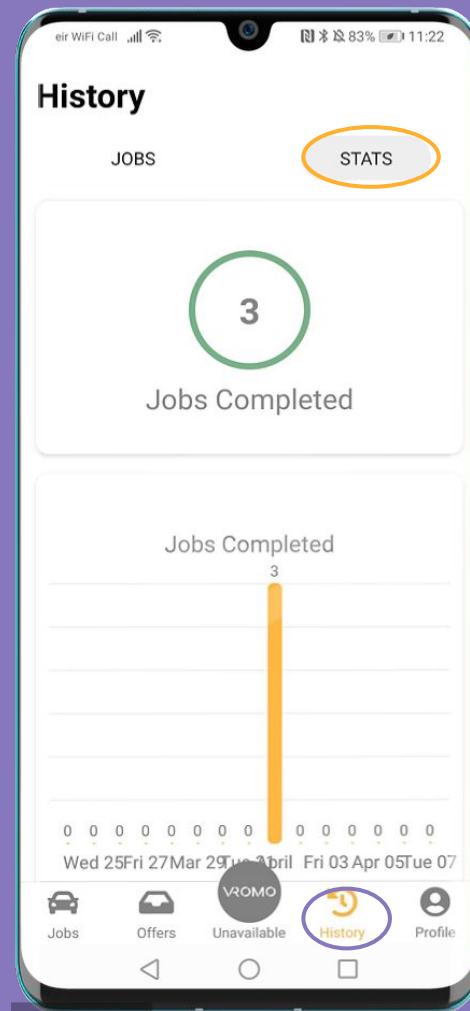 eir WiFi Call 83% 11:22
History
JOBS STATS
3
Jobs Completed
Jobs Completed
3
0 0 0 0 0 0 0 0 0 0 0 0 0 0
Wed 25 Fri 27 Mar 29 April Fri 03 Apr 05 Tue 07
VROMO
Jobs Offers Unavailable History Profile